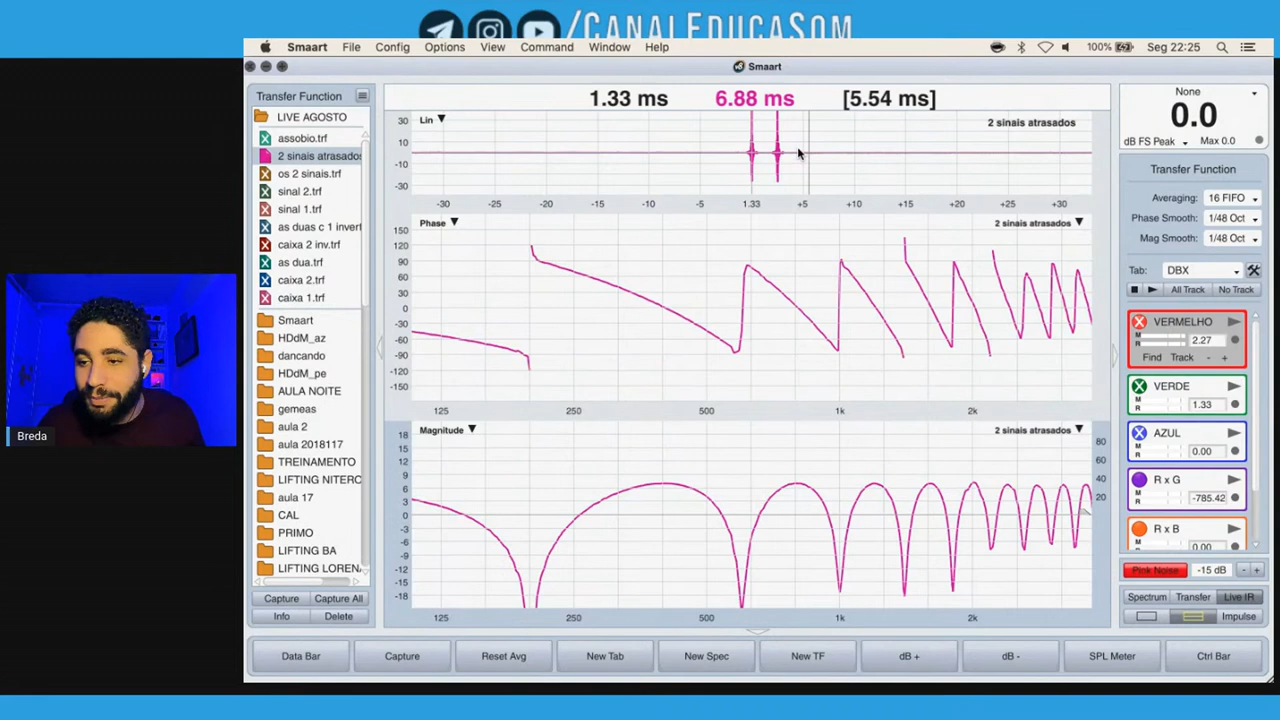 /CANALEDUCASOM
Smaart File Config Options View Command Window Help 100% Seg 22:25
Smaart
Transfer Function
LIVE AGOSTO
assobio.trf
2 sinais atrasados
os 2 sinais.trf
sinal 2.trf
sinal 1.trf
as duas c 1 invert
caixa 2 inv.trf
as dua.trf
caixa 2.trf
caixa 1.trf
Smaart
HDdM_az
dancando
HDdM_pe
AULA NOITE
gemeas
aula 2
aula 2018117
TREINAMENTO
LIFTING NITERO
aula 17
CAL
PRIMO
LIFTING BA
LIFTING LOREN
Capture Capture All
Info Delete
1.33 ms 6.88 ms [5.54 ms]
Lin 2 sinais atrasados
30
10
-10
-30
-30 -25 -20 -15 -10 -5 1.33 +5 +10 +15 +20 +25 +30
Phase 2 sinais atrasados
150
120
90
60
30
0
-30
-60
-90
-120
-150
125 250 500 1k 2k
Magnitude 2 sinais atrasados
18
15
12
9
6
3
0
-3
-6
-9
-12
-15
-18
80
60
40
20
125 250 500 1k 2k
None
0.0
dB FS Peak Max 0.0
Transfer Function
Averaging: 16 FIFO
Phase Smooth: 1/48 Oct
Mag Smooth: 1/48 Oct
Tab: DBX
All Track No Track
VERMELHO
M
R 2.27
Find Track - +
VERDE
M
R 1.33
AZUL
M
R 0.00
R x G
M
R -785.42
R x B
M
R 0.00
Pink Noise -15 dB - +
Spectrum Transfer Live IR
Impulse
Data Bar Capture Reset Avg New Tab New Spec New TF dB + dB - SPL Meter Ctrl Bar
Breda